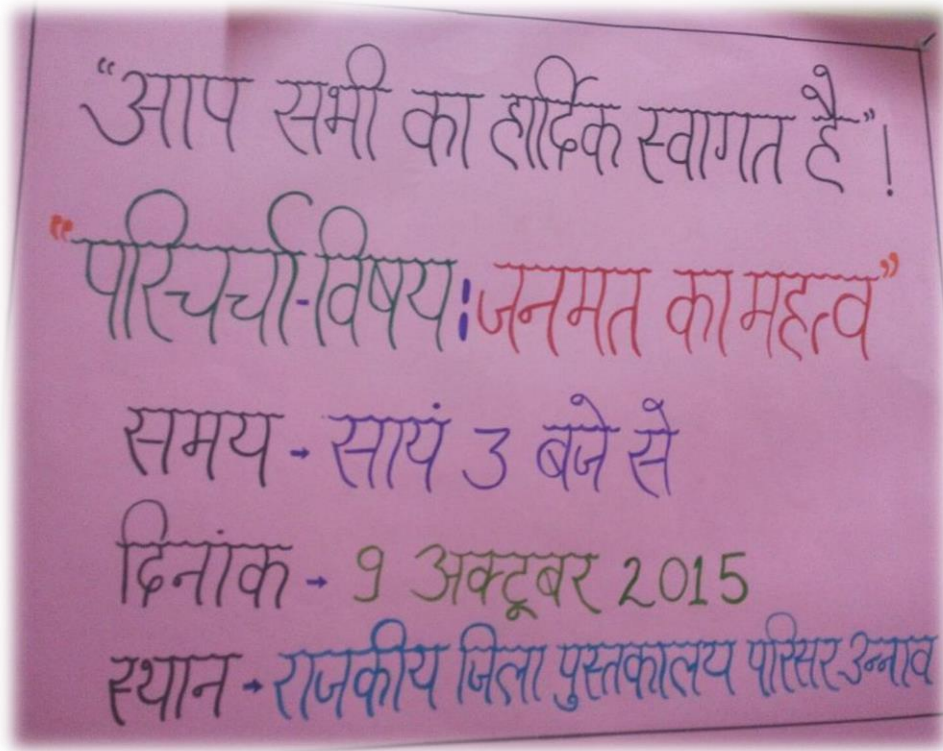 “आप सभी का हार्दिक स्वागत है”!
“परिचर्चा-विषय:जनमत का महत्व”
समय - सायं 3 बजे से
दिनांक - 9 अक्टूबर 2015
स्थान - राजकीय जिला पुस्तकालय परिसर उन्नाव